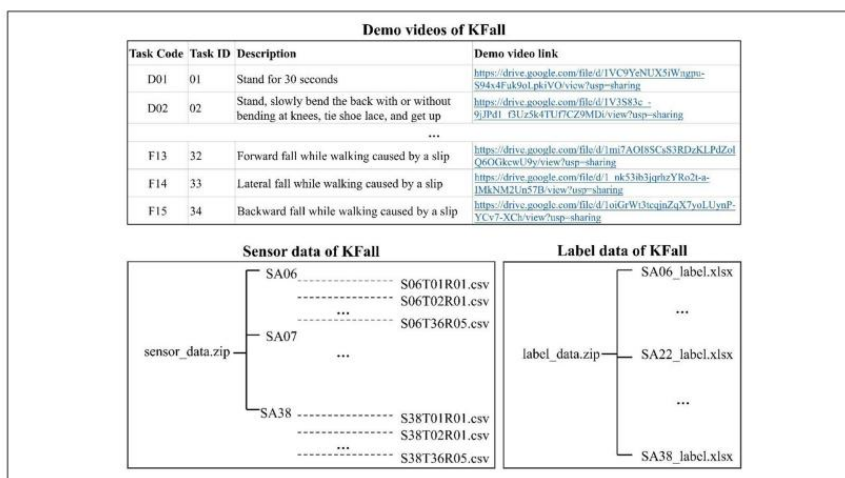 Demo videos of KFall
Task Code Task ID Description Demo video link
D01 01 Stand for 30 seconds
D02 02 Stand, slowly bend the back with or without
bending at knees, tie shoe lace, and get up
...
F13 32 Forward fall while walking caused by a slip
F14 33 Lateral fall while walking caused by a slip
F15 34 Backward fall while walking caused by a slip
Sensor data of KFall
sensor_data.zip
SA06
S06T01R01.csv
S06T02R01.csv
...
S06T36R05.csv
SA07
...
SA38
S38T01R01.csv
S38T02R01.csv
...
S38T36R05.csv
Label data of KFall
label_data.zip
SA06_label.xlsx
...
SA22_label.xlsx
...
SA38_label.xlsx